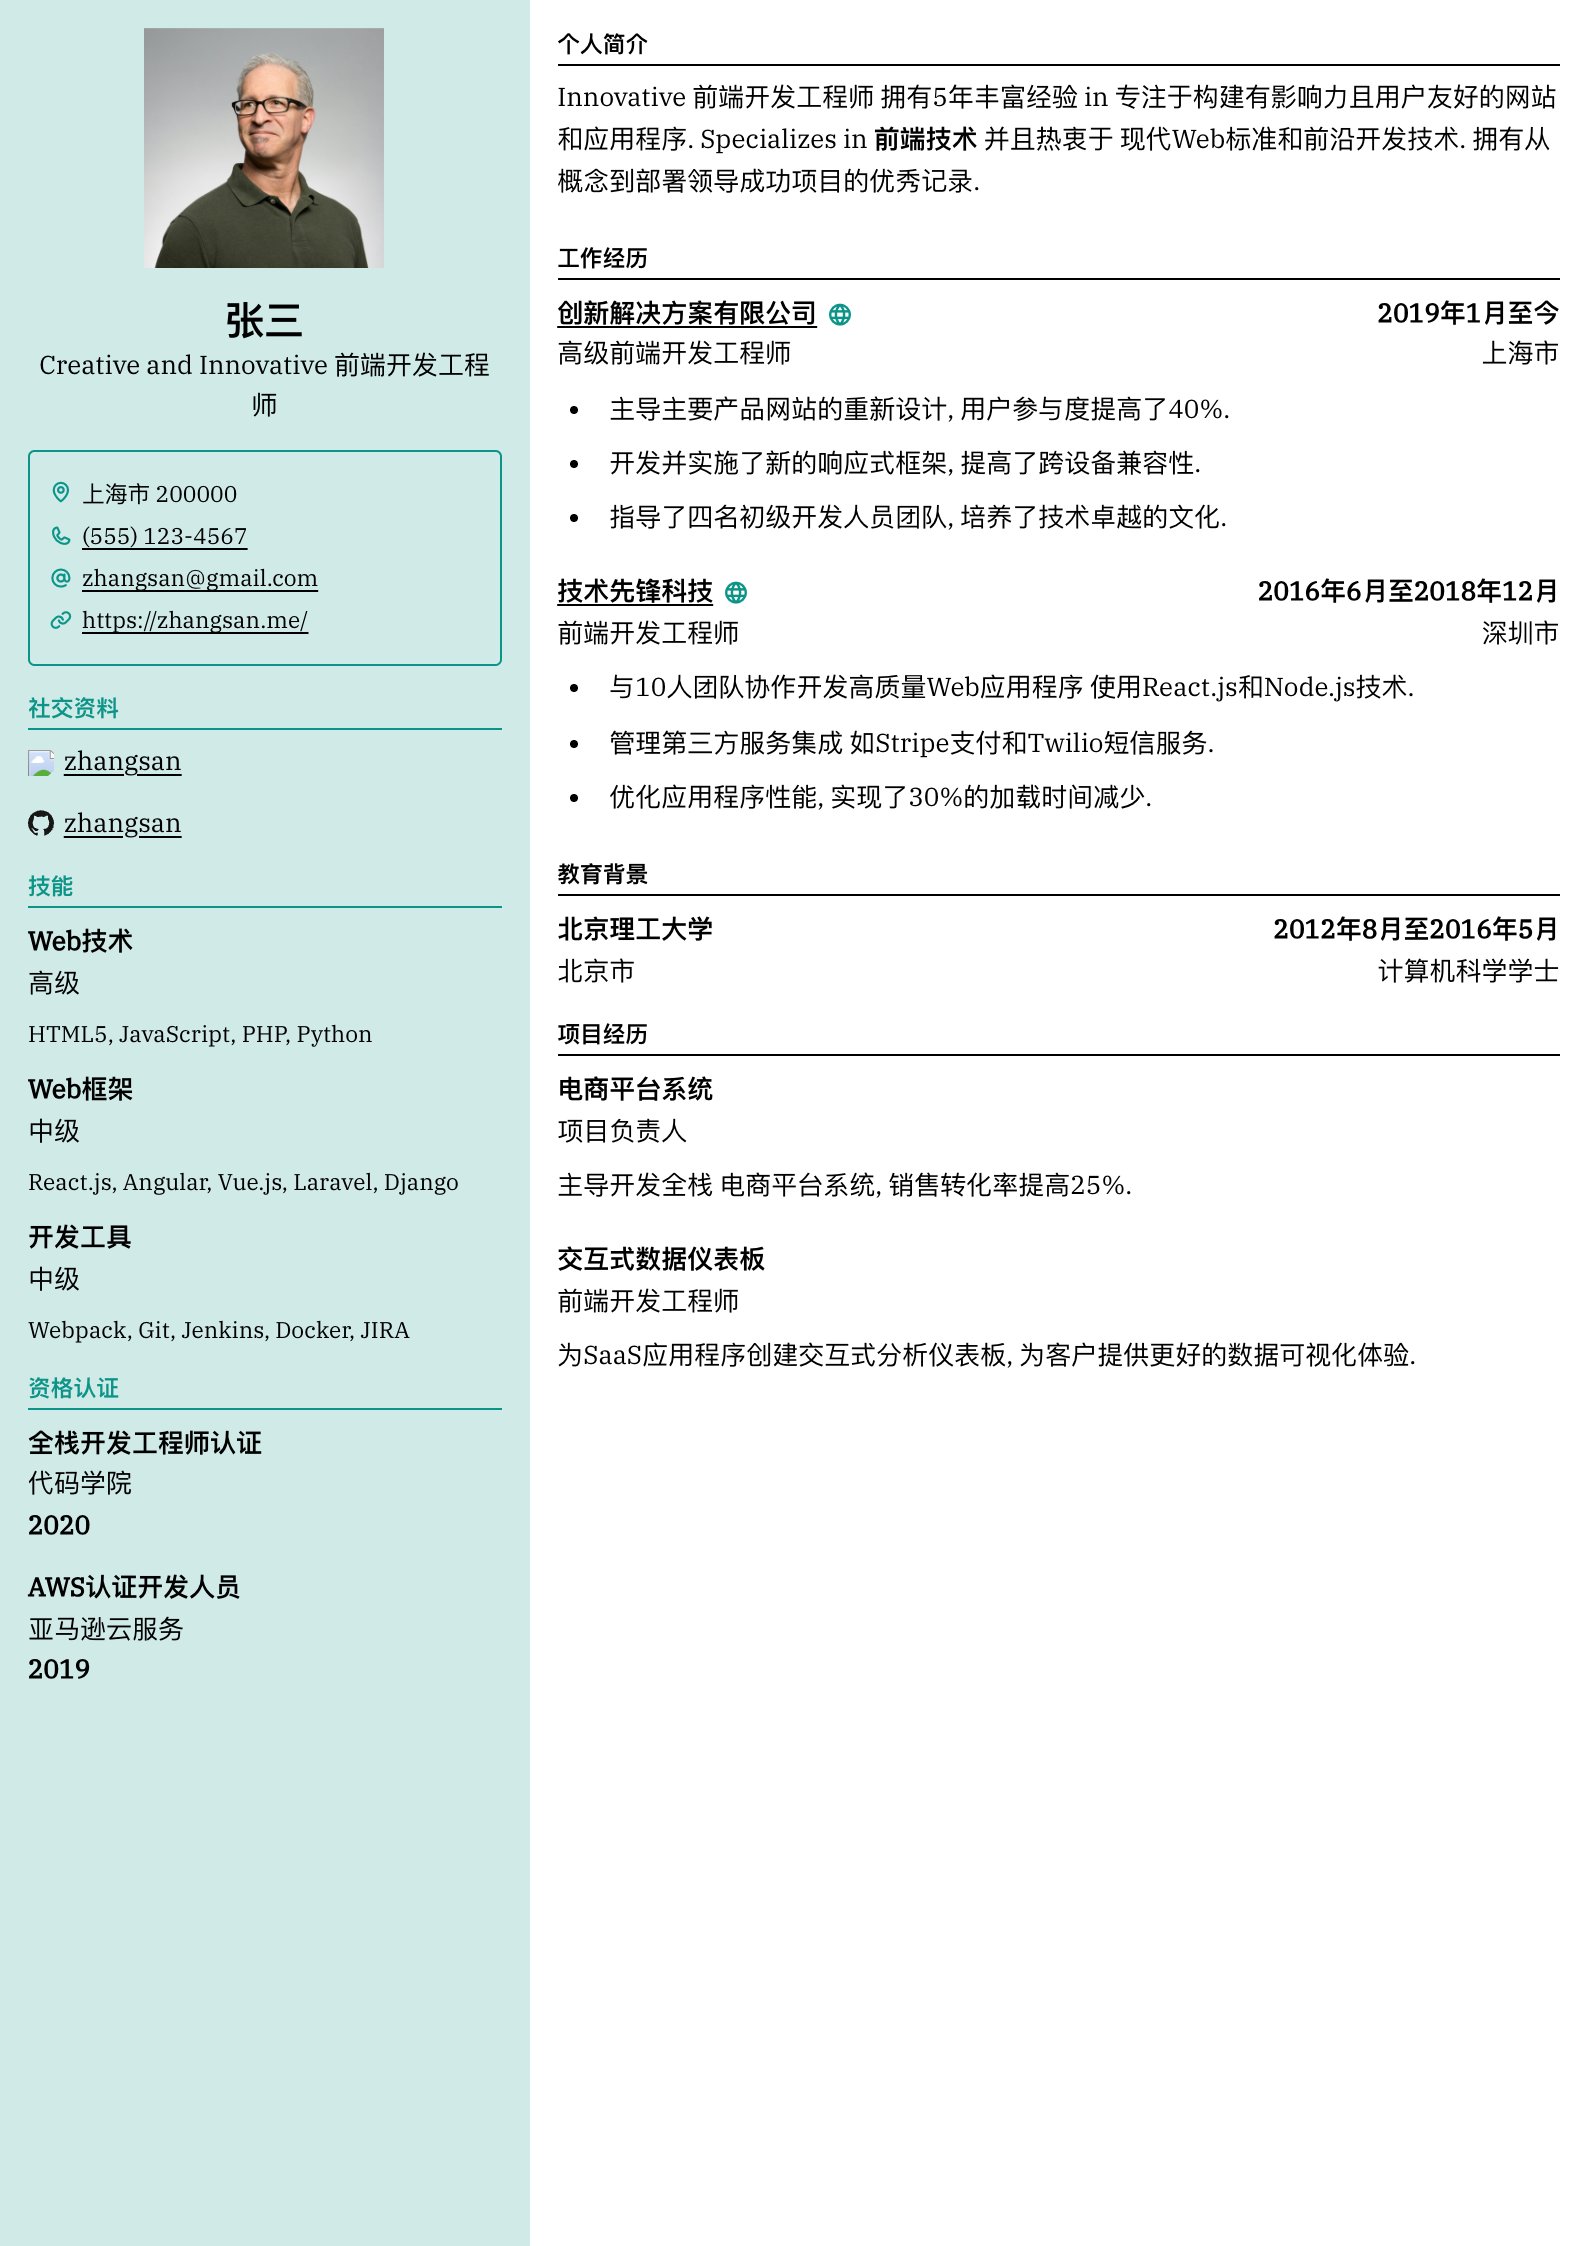 张三
Creative and Innovative 前端开发工程
师
上海市 200000
(555) 123-4567
zhangsan@gmail.com
https://zhangsan.me/
社交资料
zhangsan
zhangsan
技能
Web技术
高级
HTML5, JavaScript, PHP, Python
Web框架
中级
React.js, Angular, Vue.js, Laravel, Django
开发工具
中级
Webpack, Git, Jenkins, Docker, JIRA
资格认证
全栈开发工程师认证
代码学院
2020
AWS认证开发人员
亚马逊云服务
2019
个人简介
Innovative 前端开发工程师 拥有5年丰富经验 in 专注于构建有影响力且用户友好的网站
和应用程序. Specializes in 前端技术 并且热衷于 现代Web标准和前沿开发技术. 拥有从
概念到部署领导成功项目的优秀记录.
工作经历
创新解决方案有限公司 2019年1月至今
高级前端开发工程师 上海市
• 主导主要产品网站的重新设计, 用户参与度提高了40%.
• 开发并实施了新的响应式框架, 提高了跨设备兼容性.
• 指导了四名初级开发人员团队, 培养了技术卓越的文化.
技术先锋科技 2016年6月至2018年12月
前端开发工程师 深圳市
• 与10人团队协作开发高质量Web应用程序 使用React.js和Node.js技术.
• 管理第三方服务集成 如Stripe支付和Twilio短信服务.
• 优化应用程序性能, 实现了30%的加载时间减少.
教育背景
北京理工大学 2012年8月至2016年5月
北京市 计算机科学学士
项目经历
电商平台系统
项目负责人
主导开发全栈 电商平台系统, 销售转化率提高25%.
交互式数据仪表板
前端开发工程师
为SaaS应用程序创建交互式分析仪表板, 为客户提供更好的数据可视化体验.